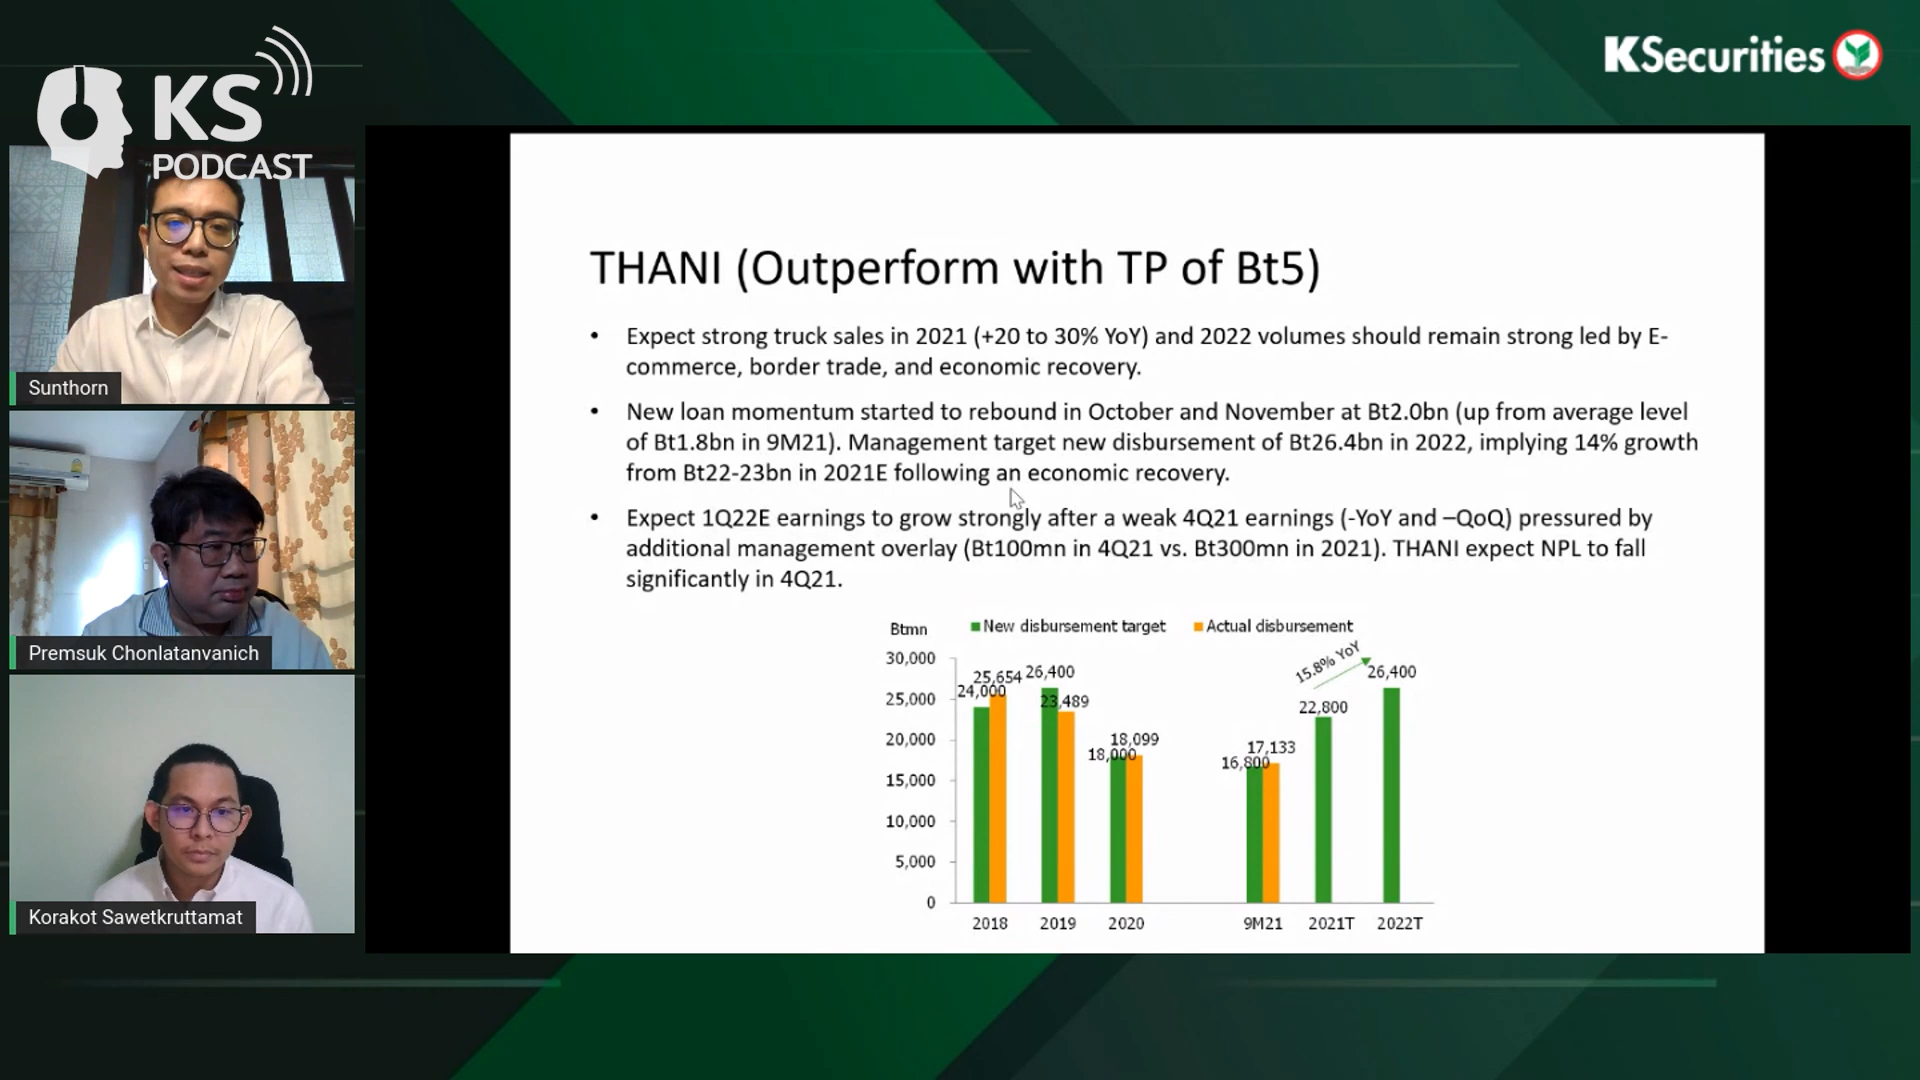 KS
PODCAST
KSecurities
Sunthorn
Premsuk Chonlatanvanich
Korakot Sawetkruttamat
THANI (Outperform with TP of Bt5)
• Expect strong truck sales in 2021 (+20 to 30% YoY) and 2022 volumes should remain strong led by E-
commerce, border trade, and economic recovery.
• New loan momentum started to rebound in October and November at Bt2.0bn (up from average level
of Bt1.8bn in 9M21). Management target new disbursement of Bt26.4bn in 2022, implying 14% growth
from Bt22-23bn in 2021E following an economic recovery.
• Expect 1Q22E earnings to grow strongly after a weak 4Q21 earnings (-YoY and –QoQ) pressured by
additional management overlay (Bt100mn in 4Q21 vs. Bt300mn in 2021). THANI expect NPL to fall
significantly in 4Q21.
Btmn
New disbursement target
Actual disbursement
30,000
25,000
20,000
15,000
10,000
5,000
0
24,000
25,654
26,400
23,489
18,000
18,099
16,800
17,133
22,800
15.8% YoY
26,400
2018
2019
2020
9M21
2021T
2022T